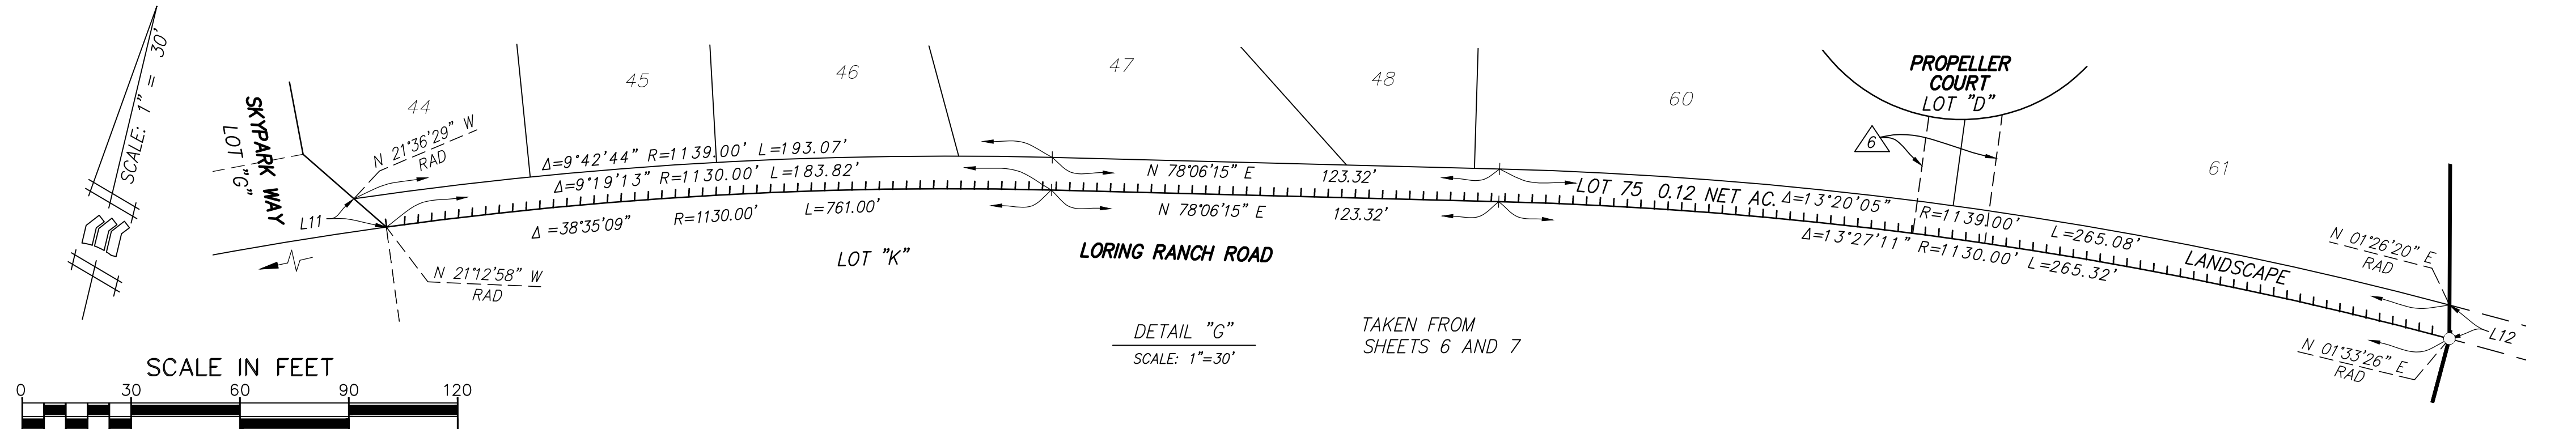 SCALE: 1" = 30'
SKYPARK WAY
LOT "G"
44
45
46
47
48
60
PROPELLER
COURT
LOT "D"
6
61
N 21°36'29" W
RAD
Δ=9°42'44" R=1139.00' L=193.07'
Δ=9°19'13" R=1130.00' L=183.82'
N 78°06'15" E 123.32'
LOT 75 0.12 NET AC.
Δ=13°20'05" R=1139.00' L=265.08'
L11
Δ =38°35'09" R=1130.00' L=761.00'
N 78°06'15" E 123.32'
Δ=13°27'11" R=1130.00' L=265.32'
LANDSCAPE
N 01°26'20" E
RAD
L12
N 21°12'58" W
RAD
LOT "K"
LORING RANCH ROAD
N 01°33'26" E
RAD
DETAIL "G"
SCALE: 1"=30'
TAKEN FROM
SHEETS 6 AND 7
SCALE IN FEET
0 30 60 90 120